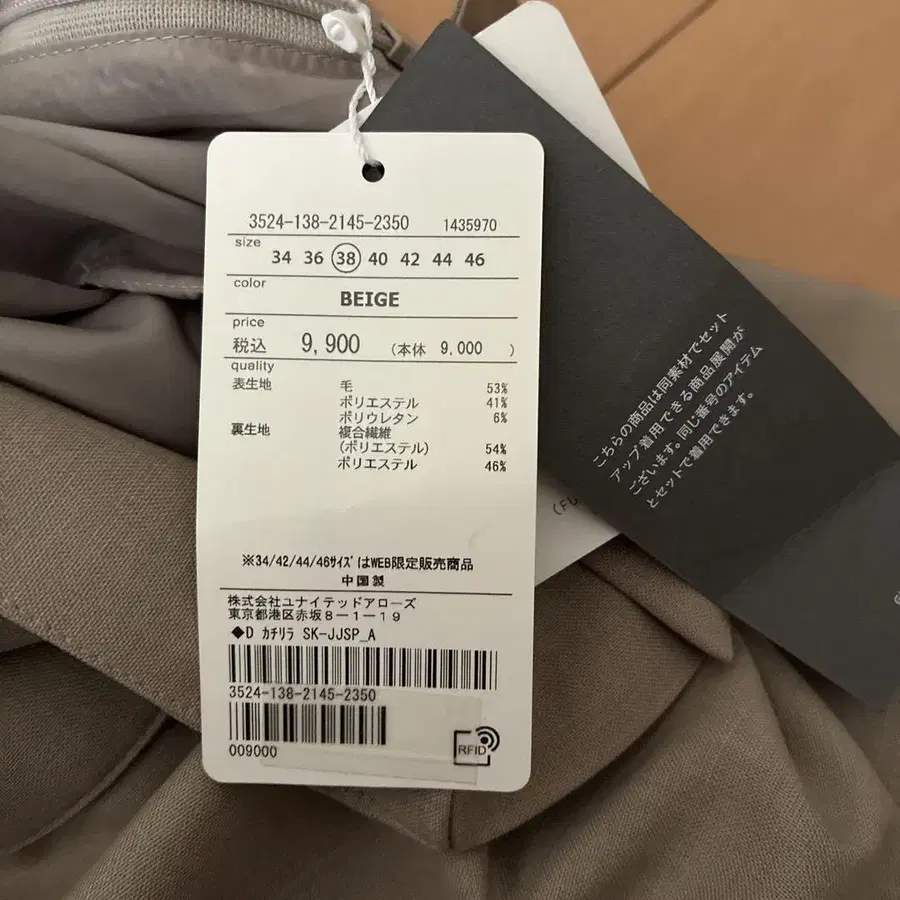 3524-138-2145-2350 1435970
size
34 36 38 40 42 44 46
color
BEIGE
price
税込 9,900 (本体 9,000 )
quality
表生地 毛 53%
ポリエステル 41%
ポリウレタン 6%
裏生地 複合繊維
(ポリエステル) 54%
ポリエステル 46%
※34/42/44/46ｻｲｽﾞはWEB限定販売商品
中国製
株式会社ユナイテッドアローズ
東京都港区赤坂8-1-19
◆D ｶﾁﾘﾗ SK-JJSP_A
3524-138-2145-2350
009000
RFID
こちらの商品は同素材でセット
アップ着用できる商品展開が
ございます。同じ番号のアイテム
とセットで着用できます。